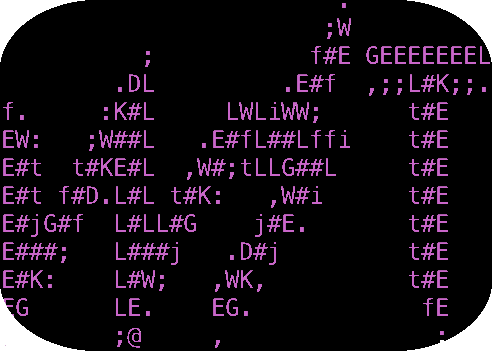 .
                       ;W
          ;           f#E GEEEEEEEL
        .DL         .E#f  ,;;L#K;;.
f.     :K#L     LWLiWW;      t#E
EW:   ;W##L   .E#fL##Lffi    t#E
E#t  t#KE#L  ,W#;tLLG##L     t#E
E#t f#D.L#L t#K:   ,W#i      t#E
E#jG#f  L#LL#G    j#E.       t#E
E###;   L###j   .D#j         t#E
E#K:    L#W;   ,WK,          t#E
EG      LE.    EG.            fE
        ;@     ,               :